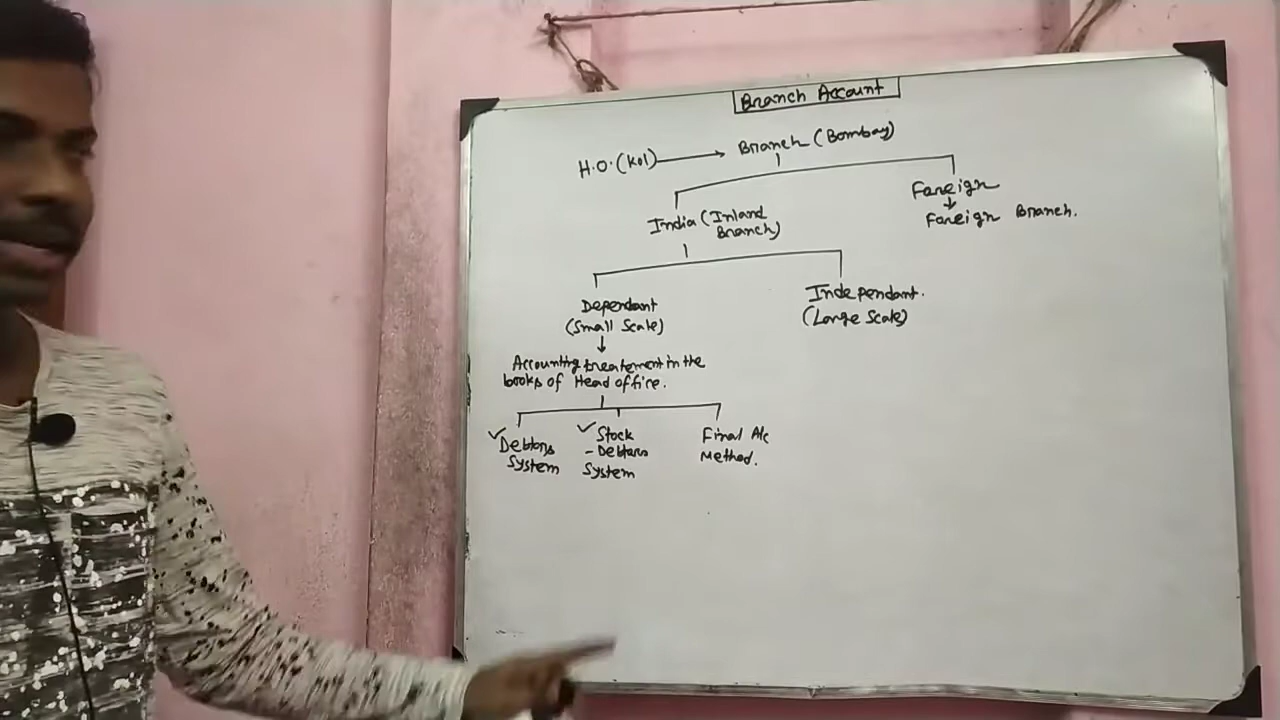 Branch Account
H.O.(Kol) → Branch (Bombay)
Foreign
↓
Foreign Branch.
India (Inland
Branch)
Dependant
(Small Scale)
↓
Independant.
(Large Scale)
Accounting treatement in the
books of Head office.
✓ Debtors
System
✓ Stock
- Debtors
System
Final A/c
Method.